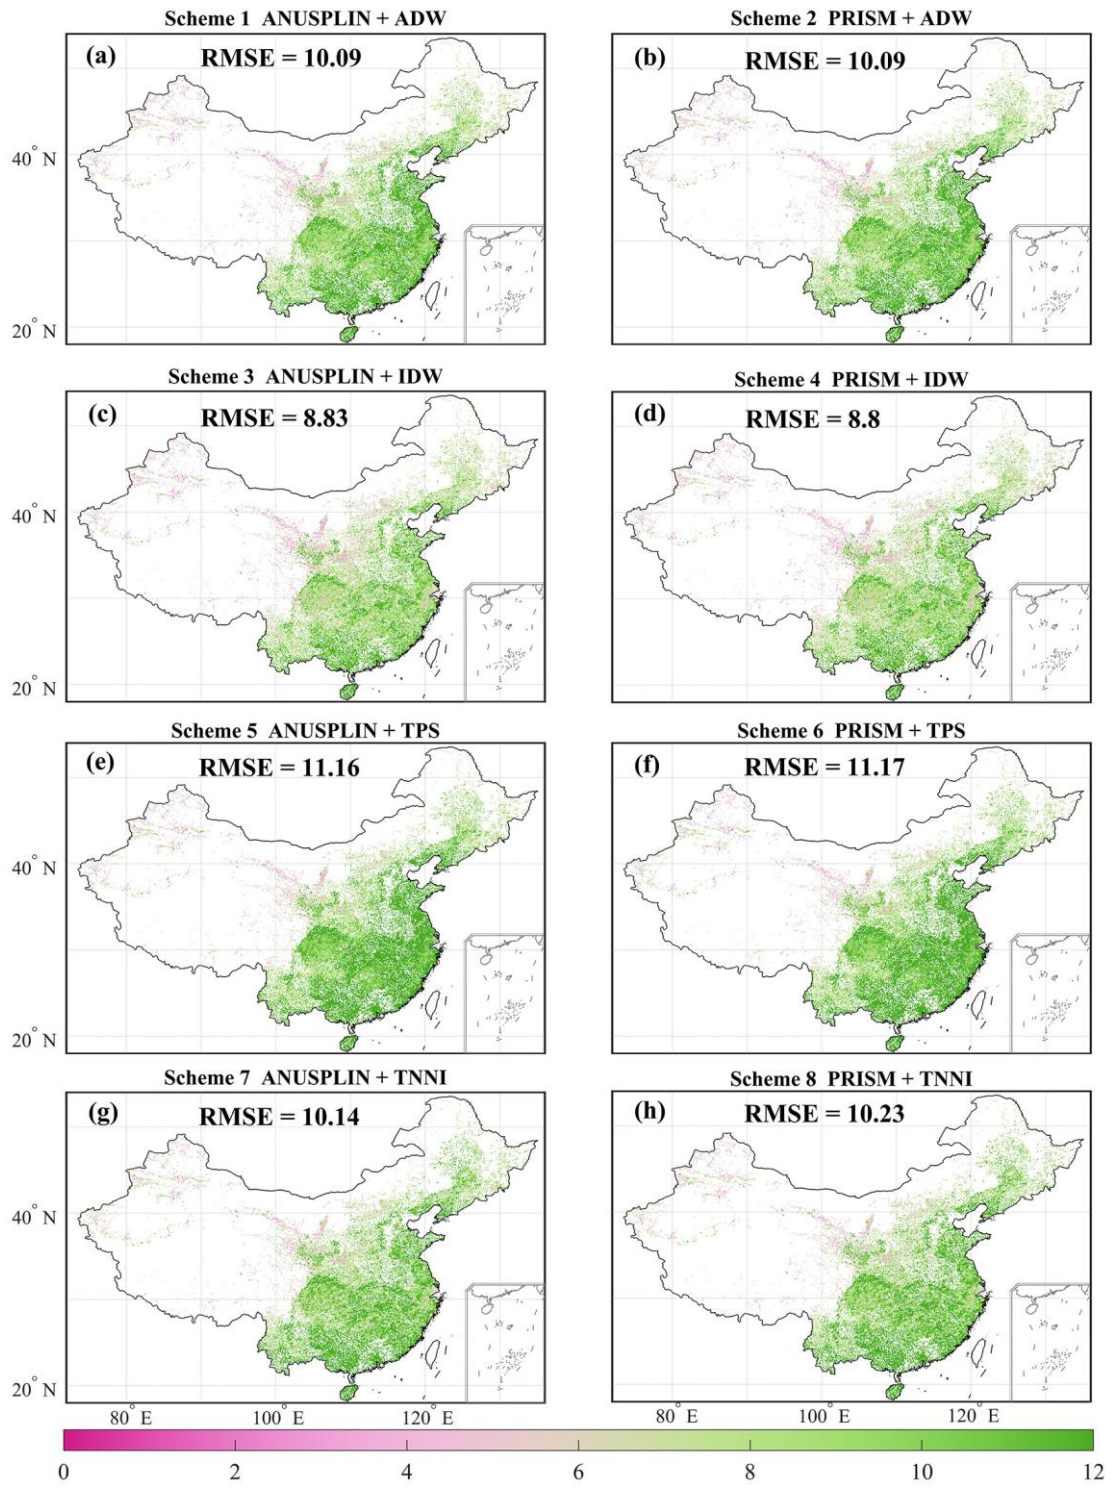 Scheme 1 ANUSPLIN + ADW
Scheme 2 PRISM + ADW
(a) RMSE = 10.09
(b) RMSE = 10.09
40° N
20° N
Scheme 3 ANUSPLIN + IDW
Scheme 4 PRISM + IDW
(c) RMSE = 8.83
(d) RMSE = 8.8
40° N
20° N
Scheme 5 ANUSPLIN + TPS
Scheme 6 PRISM + TPS
(e) RMSE = 11.16
(f) RMSE = 11.17
40° N
20° N
Scheme 7 ANUSPLIN + TNNI
Scheme 8 PRISM + TNNI
(g) RMSE = 10.14
(h) RMSE = 10.23
40° N
20° N
80° E 100° E 120° E
80° E 100° E 120° E
0 2 4 6 8 10 12